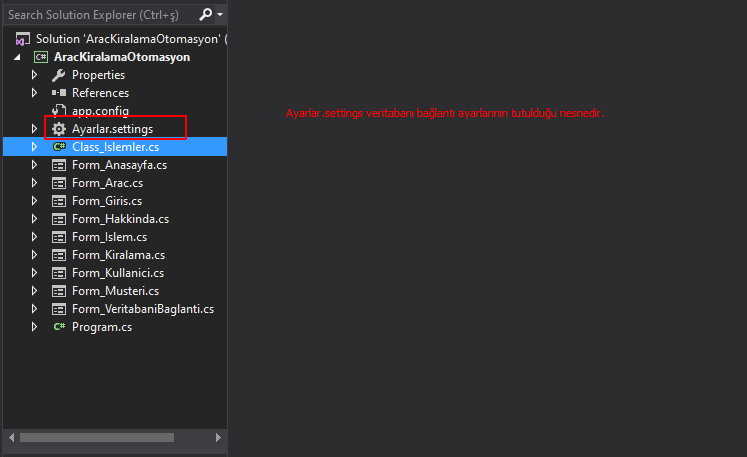 Search Solution Explorer (Ctrl+ş)
Solution 'AracKiralamaOtomasyon' (
C# AracKiralamaOtomasyon
Properties
References
app.config
Ayarlar.settings
Ayarlar.settings veritabanı bağlantı ayarlarının tutulduğu nesnedir.
C# Class_Islemler.cs
Form_Anasayfa.cs
Form_Arac.cs
Form_Giris.cs
Form_Hakkinda.cs
Form_Islem.cs
Form_Kiralama.cs
Form_Kullanici.cs
Form_Musteri.cs
Form_VeritabaniBaglanti.cs
C# Program.cs